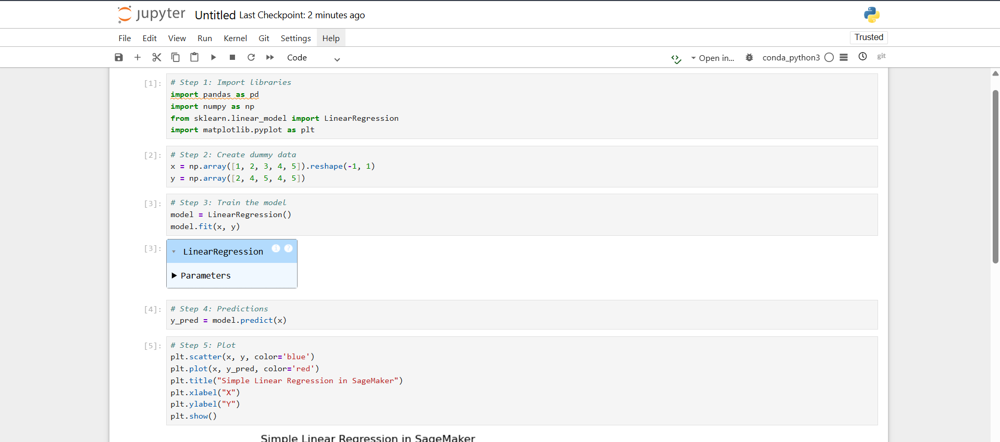 jupyter Untitled Last Checkpoint: 2 minutes ago
File Edit View Run Kernel Git Settings Help Trusted
Code Open in... conda_python3 git
[1]: # Step 1: Import libraries
import pandas as pd
import numpy as np
from sklearn.linear_model import LinearRegression
import matplotlib.pyplot as plt
[2]: # Step 2: Create dummy data
x = np.array([1, 2, 3, 4, 5]).reshape(-1, 1)
y = np.array([2, 4, 5, 4, 5])
[3]: # Step 3: Train the model
model = LinearRegression()
model.fit(x, y)
[3]: LinearRegression i ?
Parameters
[4]: # Step 4: Predictions
y_pred = model.predict(x)
[5]: # Step 5: Plot
plt.scatter(x, y, color='blue')
plt.plot(x, y_pred, color='red')
plt.title("Simple Linear Regression in SageMaker")
plt.xlabel("X")
plt.ylabel("Y")
plt.show()
Simple Linear Regression in SageMaker